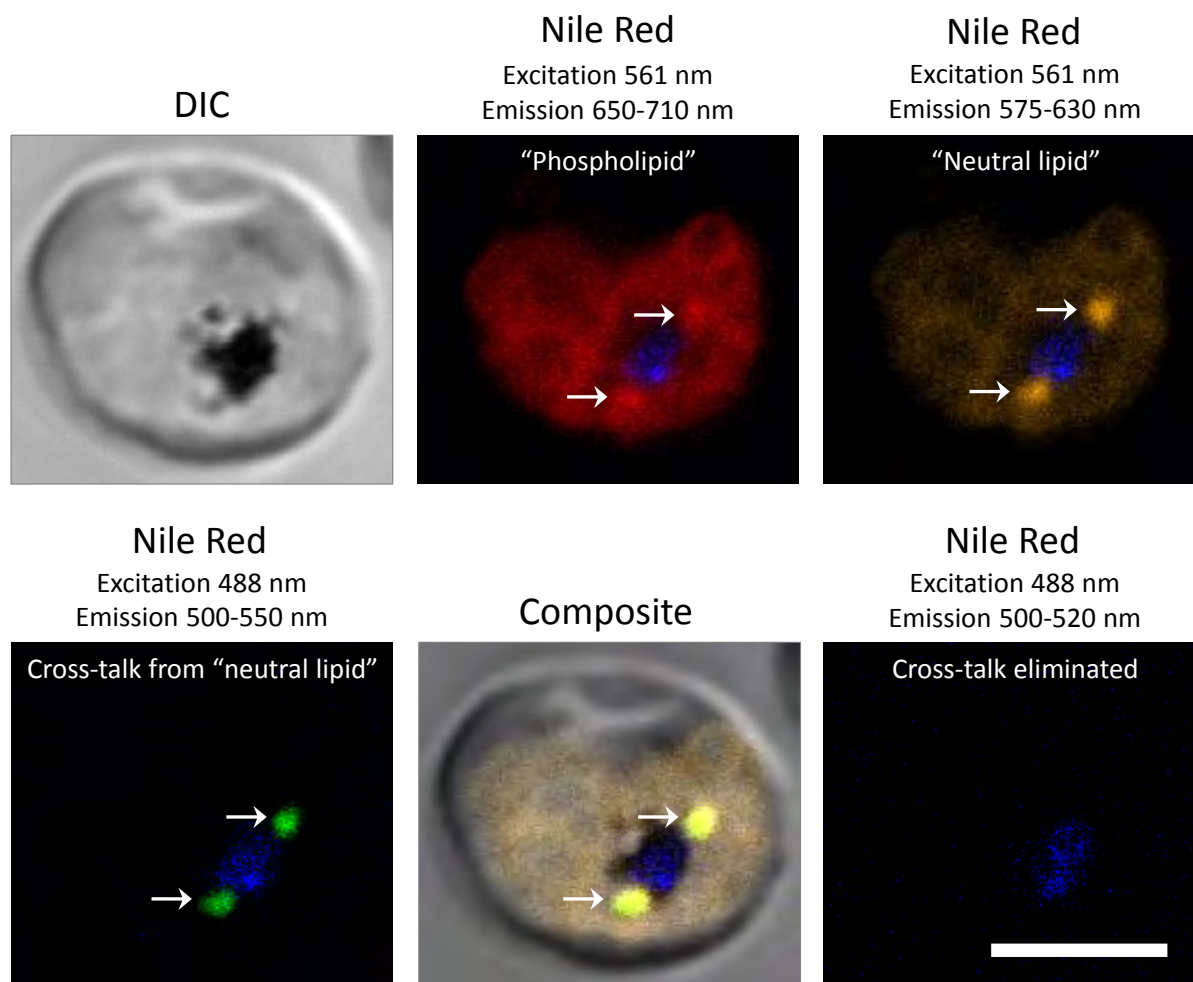 DIC
Nile Red
Excitation 561 nm
Emission 650-710 nm
“Phospholipid”
Nile Red
Excitation 561 nm
Emission 575-630 nm
“Neutral lipid”
Nile Red
Excitation 488 nm
Emission 500-550 nm
Cross-talk from “neutral lipid”
Composite
Nile Red
Excitation 488 nm
Emission 500-520 nm
Cross-talk eliminated